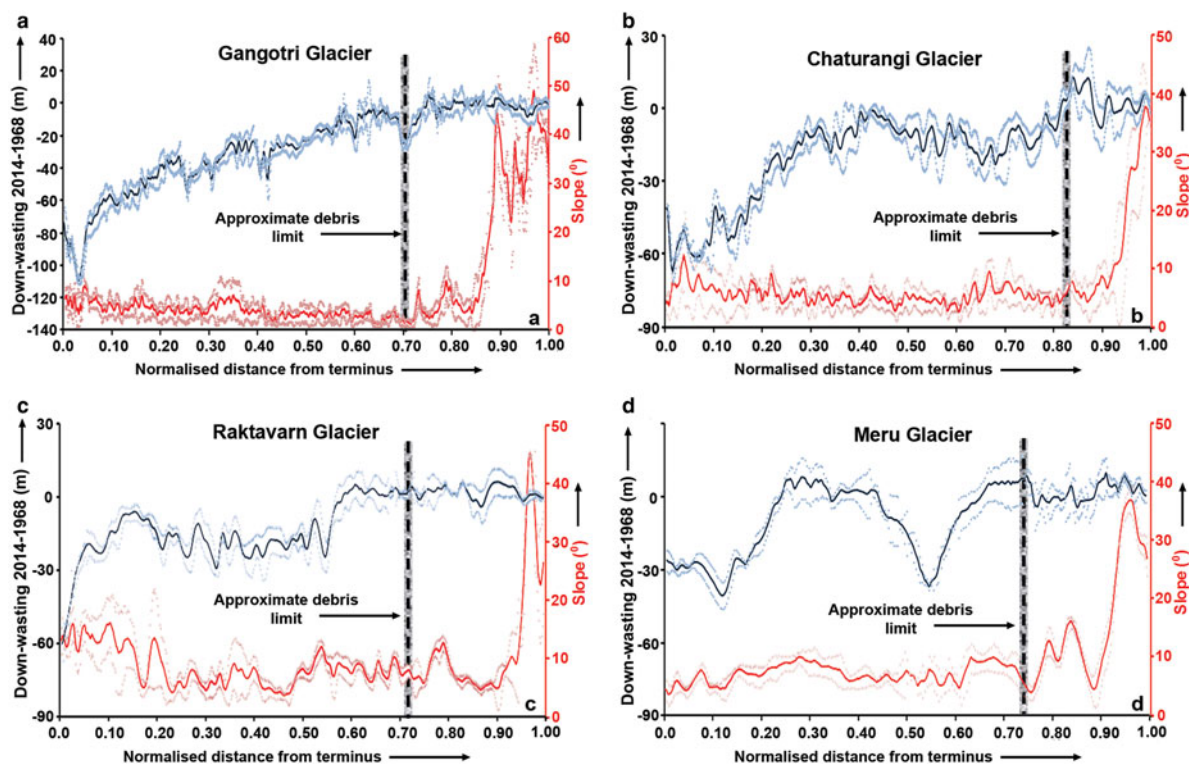 a
Gangotri Glacier
Down-wasting 2014-1968 (m)
40
20
0
-20
-40
-60
-80
-100
-120
-140
60
50
40
30
20
10
0
Slope (⁰)
Approximate debris
limit
a
0.0 0.10 0.20 0.30 0.40 0.50 0.60 0.70 0.80 0.90 1.00
Normalised distance from terminus
b
Chaturangi Glacier
Down-wasting 2014-1968 (m)
30
0
-30
-60
-90
50
40
30
20
10
0
Slope (⁰)
Approximate debris
limit
b
0.0 0.10 0.20 0.30 0.40 0.50 0.60 0.70 0.80 0.90 1.00
Normalised distance from terminus
c
Raktavarn Glacier
Down-wasting 2014-1968 (m)
30
0
-30
-60
-90
50
40
30
20
10
0
Slope (⁰)
Approximate debris
limit
c
0.0 0.10 0.20 0.30 0.40 0.50 0.60 0.70 0.80 0.90 1.00
Normalised distance from terminus
d
Meru Glacier
Down-wasting 2014-1968 (m)
30
0
-30
-60
-90
50
40
30
20
10
0
Slope (⁰)
Approximate debris
limit
d
0.0 0.10 0.20 0.30 0.40 0.50 0.60 0.70 0.80 0.90 1.00
Normalised distance from terminus